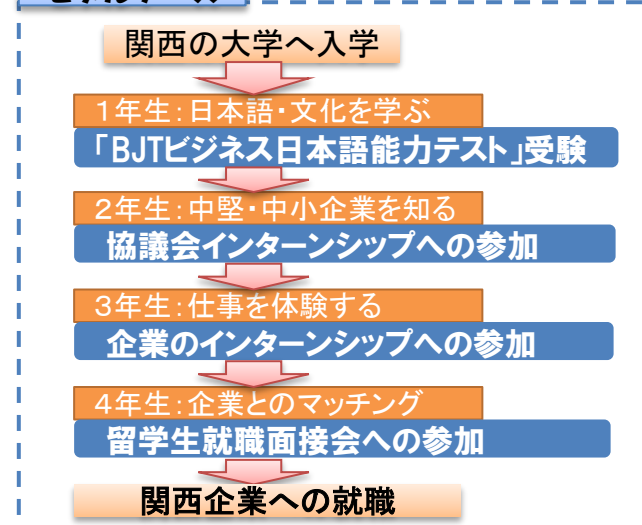 関西の大学へ入学
1年生:日本語・文化を学ぶ
「BJTビジネス日本語能力テスト」受験
2年生:中堅・中小企業を知る
協議会インターンシップへの参加
3年生:仕事を体験する
企業のインターンシップへの参加
4年生:企業とのマッチング
留学生就職面接会への参加
関西企業への就職